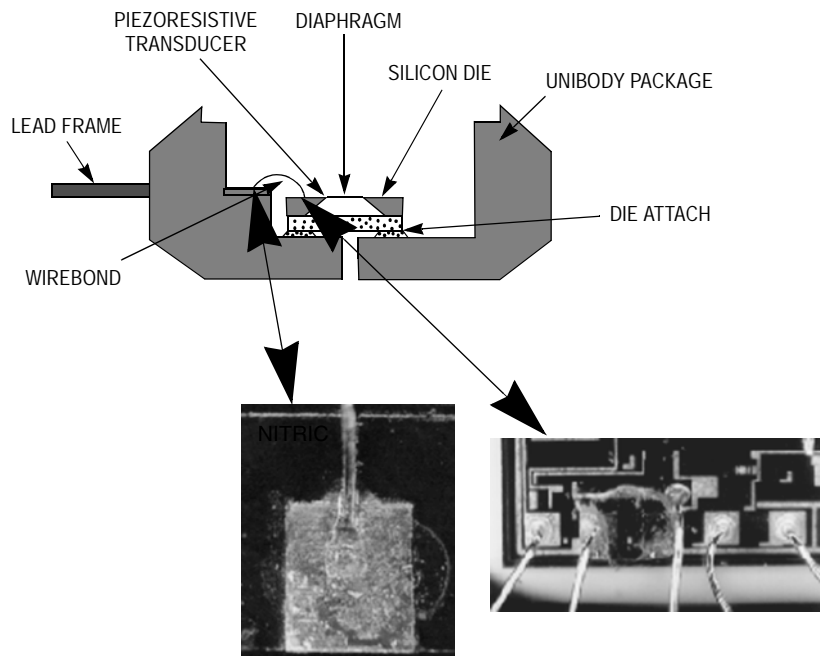 PIEZORESISTIVE
TRANSDUCER
DIAPHRAGM
SILICON DIE
UNIBODY PACKAGE
LEAD FRAME
DIE ATTACH
WIREBOND
NITRIC